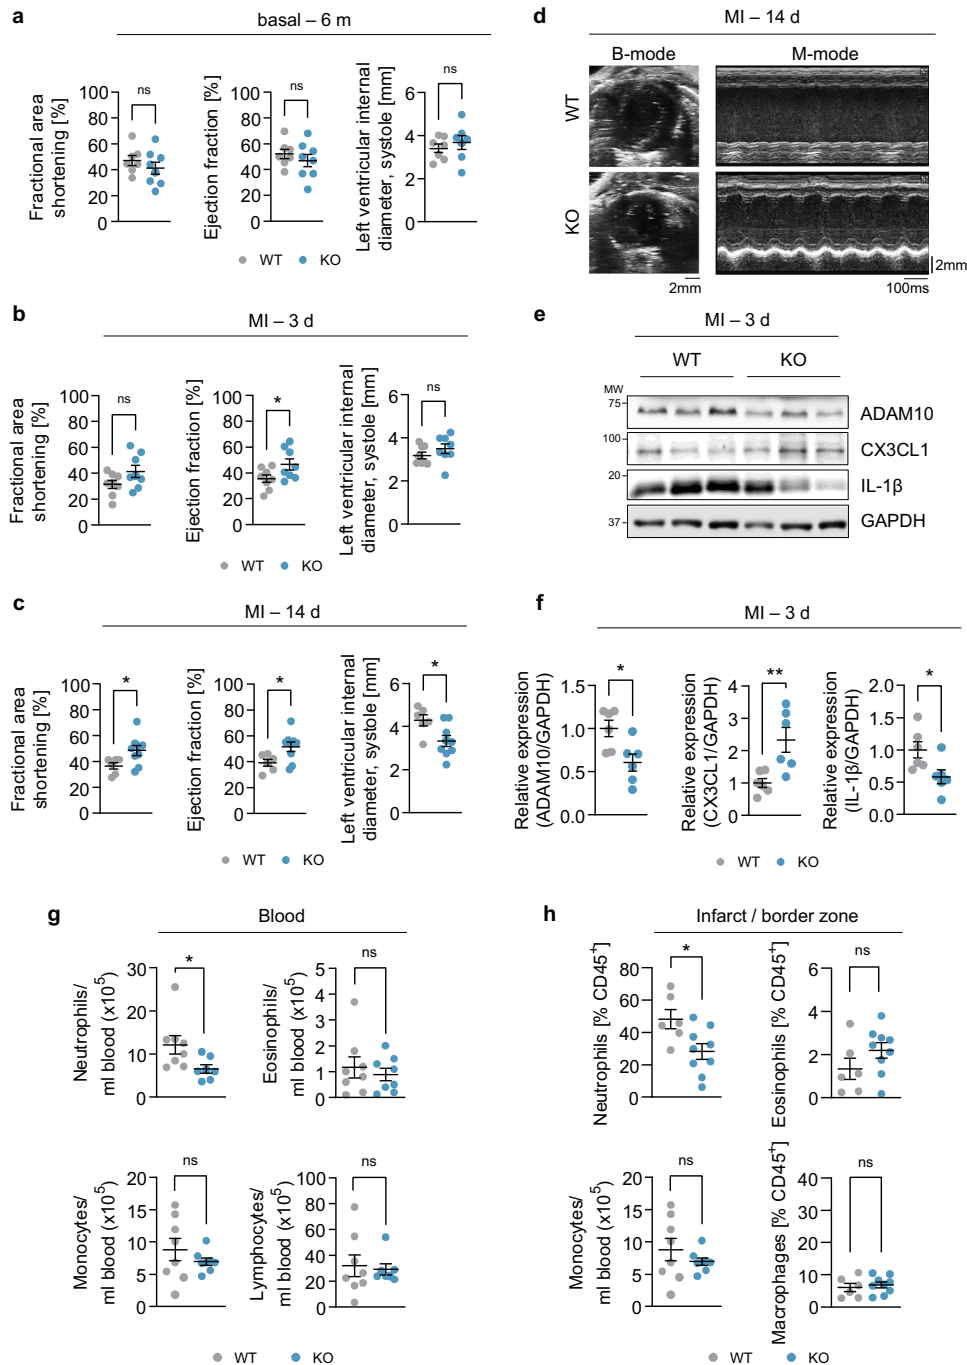 a
basal – 6 m
Fractional area
shortening [%]
100
80
60
40
20
0
ns
Ejection fraction [%]
100
80
60
40
20
0
ns
Left ventricular internal
diameter, systole [mm]
6
4
2
0
ns
WT KO
b
MI – 3 d
Fractional area
shortening [%]
100
80
60
40
20
0
ns
Ejection fraction [%]
100
80
60
40
20
0
*
Left ventricular internal
diameter, systole [mm]
6
4
2
0
ns
WT KO
c
MI – 14 d
Fractional area
shortening [%]
100
80
60
40
20
0
*
Ejection fraction [%]
100
80
60
40
20
0
*
Left ventricular internal
diameter, systole [mm]
6
4
2
0
*
WT KO
d
MI – 14 d
B-mode M-mode
WT
KO
2mm
2mm
100ms
e
MI – 3 d
WT KO
MW
75
ADAM10
100
CX3CL1
20
IL-1β
37
GAPDH
f
MI – 3 d
Relative expression
(ADAM10/GAPDH)
1.5
1.0
0.5
0.0
*
Relative expression
(CX3CL1/GAPDH)
4
3
2
1
0
**
Relative expression
(IL-1β/GAPDH)
2.0
1.5
1.0
0.5
0.0
*
WT KO
g
Blood
Neutrophils/
ml blood (x10⁵)
30
20
10
0
*
Eosinophils/
ml blood (x10⁵)
5
4
3
2
1
0
ns
Monocytes/
ml blood (x10⁵)
20
15
10
5
0
ns
Lymphocytes/
ml blood (x10⁵)
100
80
60
40
20
0
ns
WT KO
h
Infarct / border zone
Neutrophils [% CD45⁺]
80
60
40
20
0
*
Eosinophils [% CD45⁺]
6
4
2
0
ns
Monocytes/
ml blood (x10⁵)
20
15
10
5
0
ns
Macrophages [% CD45⁺]
40
30
20
10
0
ns
WT KO